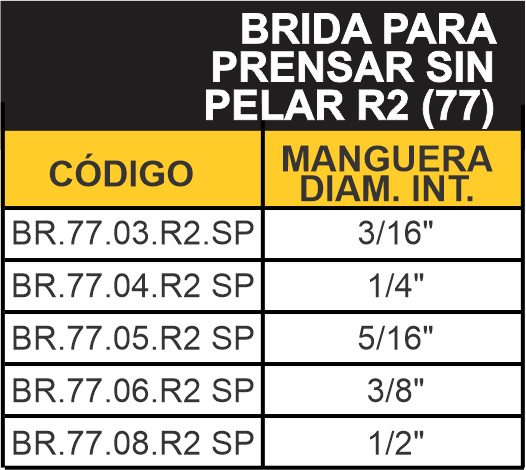 BRIDA PARA
PRENSAR SIN
PELAR R2 (77)
CÓDIGO
MANGUERA
DIAM. INT.
BR.77.03.R2.SP 3/16"
BR.77.04.R2 SP 1/4"
BR.77.05.R2 SP 5/16"
BR.77.06.R2 SP 3/8"
BR.77.08.R2 SP 1/2"